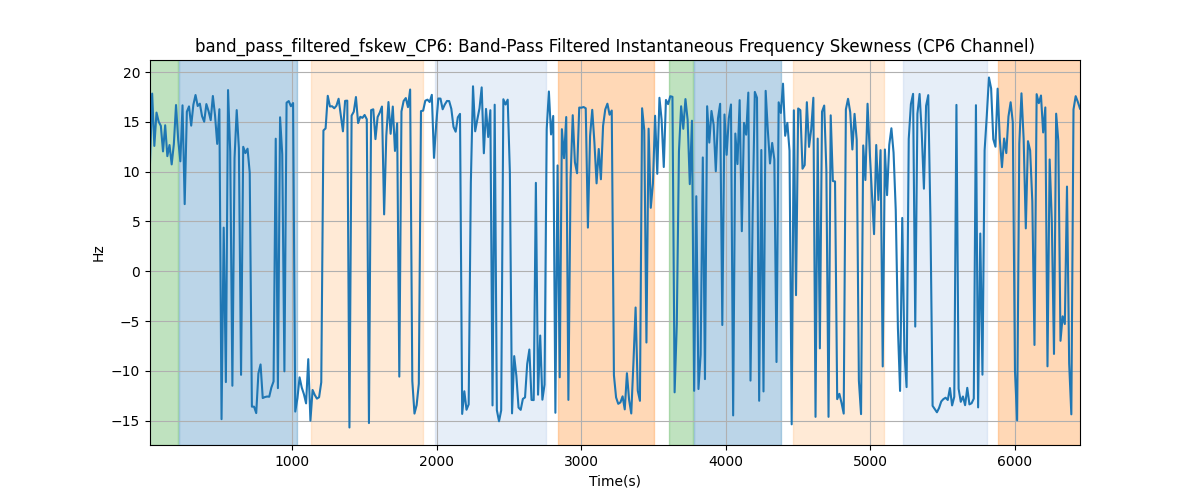 band_pass_filtered_fskew_CP6: Band-Pass Filtered Instantaneous Frequency Skewness (CP6 Channel)
20
15
10
5
0
−5
−10
−15
Hz
1000 2000 3000 4000 5000 6000
Time(s)